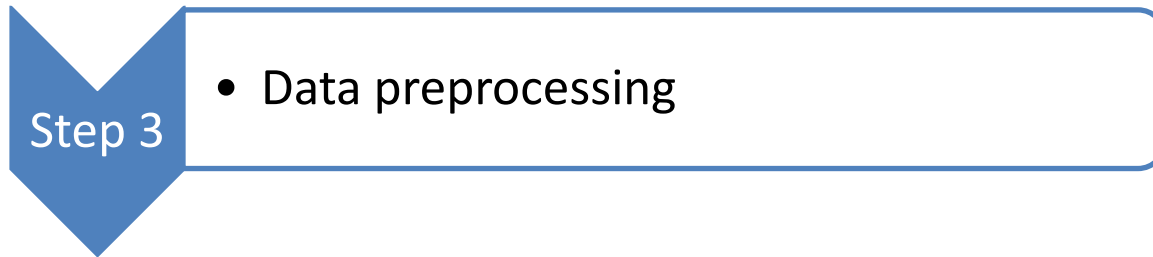 Step 3
• Data preprocessing